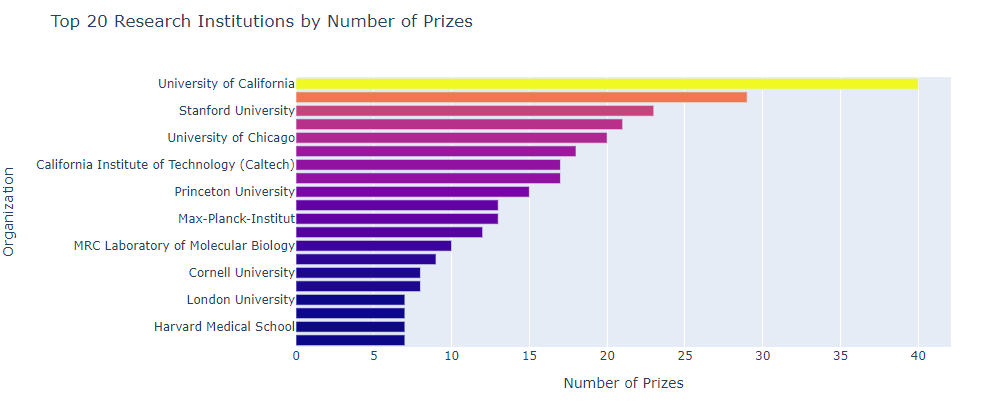 Top 20 Research Institutions by Number of Prizes
Organization
University of California
Stanford University
University of Chicago
California Institute of Technology (Caltech)
Princeton University
Max-Planck-Institut
MRC Laboratory of Molecular Biology
Cornell University
London University
Harvard Medical School
0 5 10 15 20 25 30 35 40
Number of Prizes